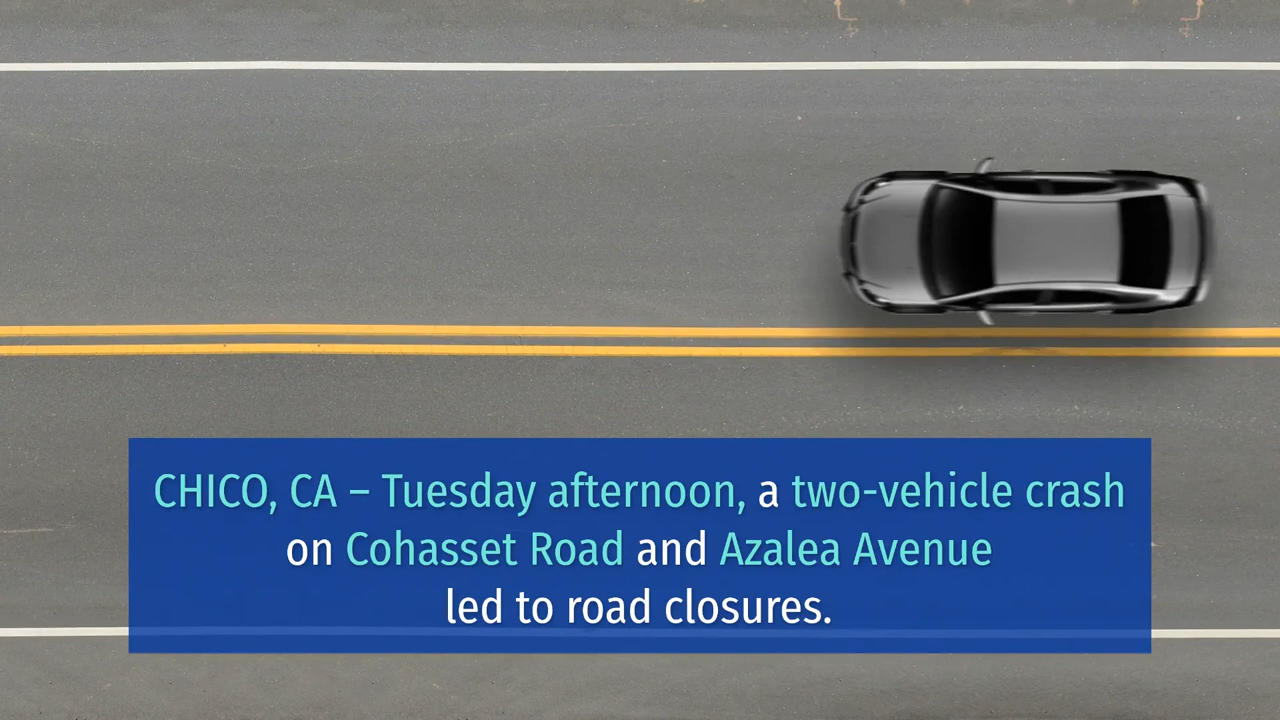 CHICO, CA – Tuesday afternoon, a two-vehicle crash
on Cohasset Road and Azalea Avenue
led to road closures.